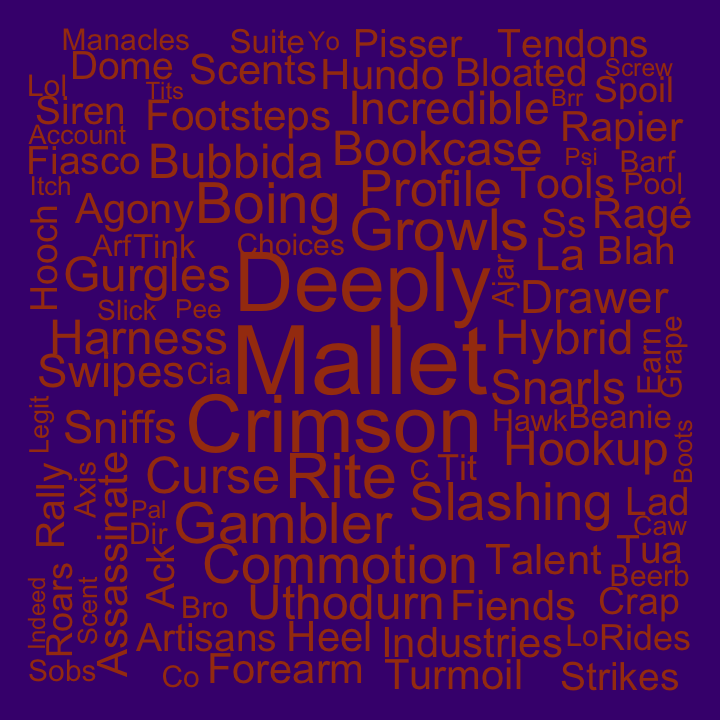 Manacles Suite Yo Pisser Tendons
Dome Scents Hundo Bloated Screw
Lol Tits Incredible Brr Spoil
Siren Footsteps Bookcase Rapier
Account
Fiasco Bubbida Profile Tools Psi Barf
Itch Pool
Agony Boing Growls Ss Ragé
Hooch Arf Tink Choices La Blah
Gurgles Deeply Ajar Drawer
Slick Pee
Harness Mallet Hybrid Earn Grape
Swipes Cia Snarls
Legit Sniffs Crimson Hawk Beanie
Curse Rite C Tit Hookup Boots
Rally Axis Assassinate Slashing Lad
Pal Gambler Caw
Dir Commotion Talent Tua
Indeed Roars Scent Ack Beerb
Bro Uthodurn Fiends Crap
Artisans Heel Industries Lo Rides
Sobs Co Forearm Turmoil Strikes